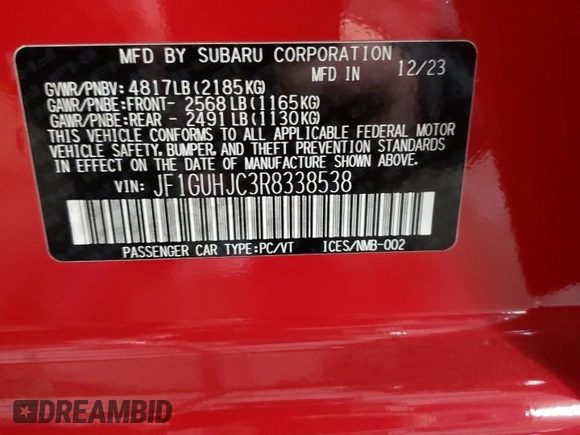 MFD BY SUBARU CORPORATION
MFD IN 12/23
GVWR/PNBV: 4817LB(2185KG)
GAWR/PNBE:FRONT- 2568LB(1165KG)
GAWR/PNBE:REAR - 2491LB(1130KG)
THIS VEHICLE CONFORMS TO ALL APPLICABLE FEDERAL MOTOR
VEHICLE SAFETY, BUMPER, AND THEFT PREVENTION STANDARDS
IN EFFECT ON THE DATE OF MANUFACTURE SHOWN ABOVE.
VIN: JF1GUHJC3R8338538
PASSENGER CAR TYPE:PC/VT ICES/NMB-002
DREAMBID